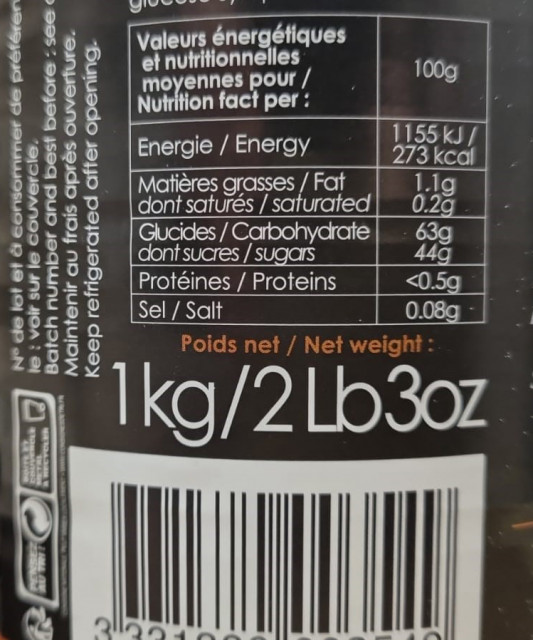 Valeurs énergétiques
et nutritionnelles
moyennes pour /
Nutrition fact per :
100g
Energie / Energy
1155 kJ /
273 kcal
Matières grasses / Fat
1.1g
dont saturés / saturated
0.2g
Glucides / Carbohydrate
63g
dont sucres / sugars
44g
Protéines / Proteins
<0.5g
Sel / Salt
0.08g
Poids net / Net weight :
1kg/2 Lb 3oz
N° de lot et à consommer de
le : voir sur le couvercle.
Batch number and best before : see
Maintenir au frais après ouverture.
Keep refrigerated after opening.